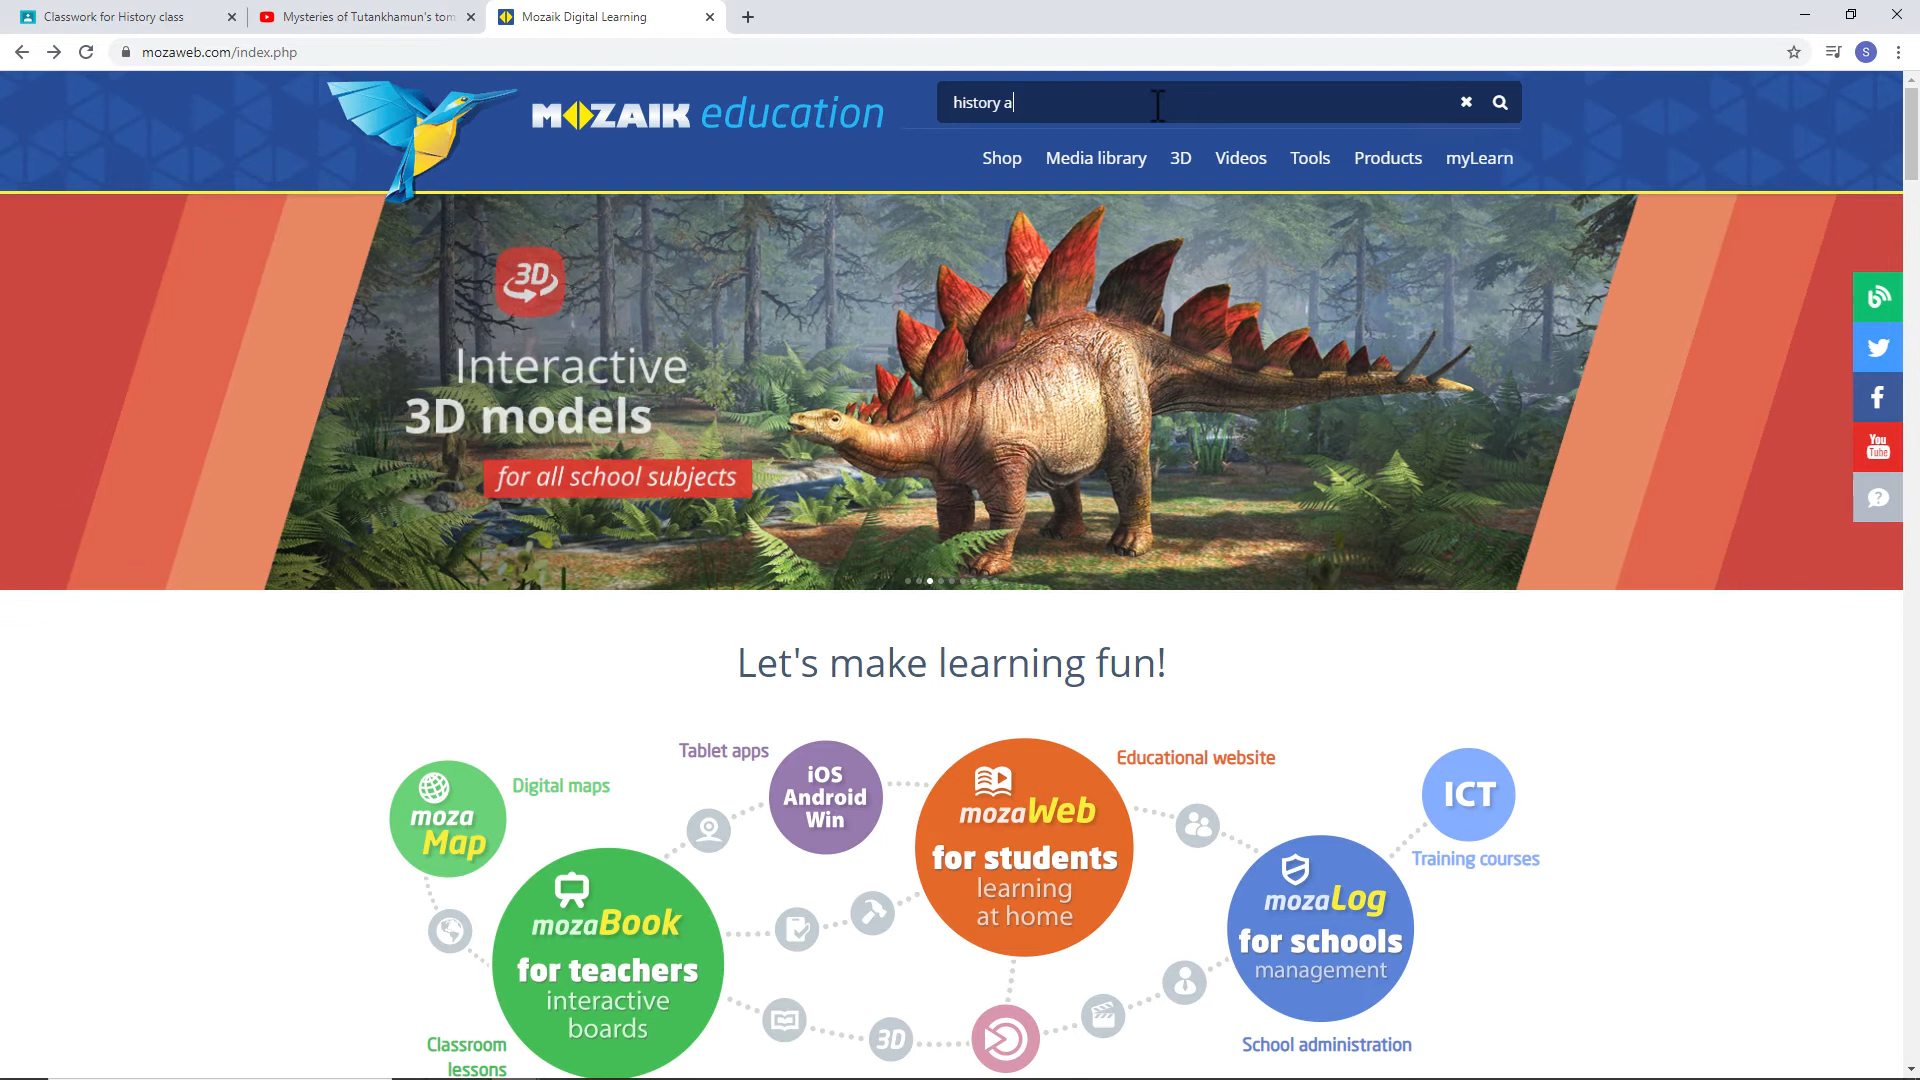 Classwork for History class
Mysteries of Tutankhamun's tom
Mozaik Digital Learning
mozaweb.com/index.php
S
MOZAIK education
history a
Shop
Media library
3D
Videos
Tools
Products
myLearn
3D
Interactive
3D models
for all school subjects
You
Tube
Let's make learning fun!
Tablet apps
iOS
Android
Win
Educational website
moza
Map
Digital maps
mozaWeb
for students
learning
at home
ICT
Training courses
mozaBook
for teachers
interactive
boards
mozaLog
for schools
management
3D
Classroom
lessons
School administration